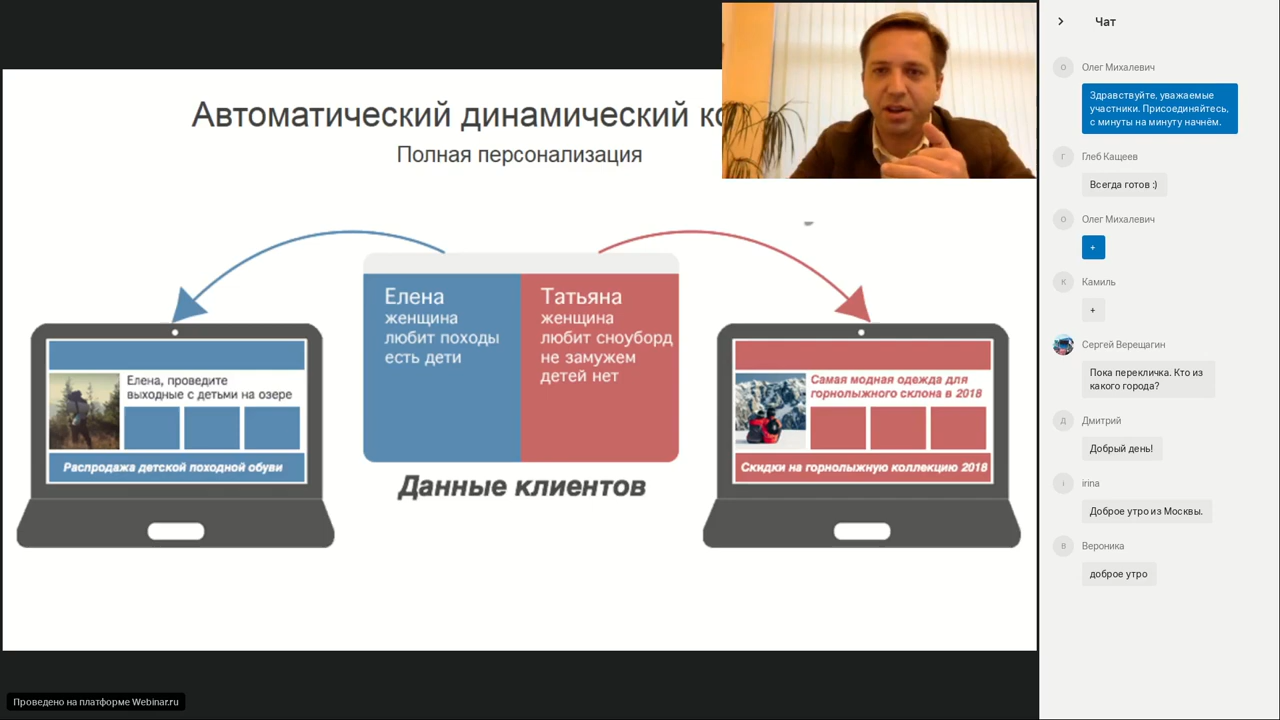 Автоматический динамический
Полная персонализация
Елена
женщина
любит походы
есть дети
Татьяна
женщина
любит сноуборд
не замужем
детей нет
Данные клиентов
Елена, проведите
выходные с детьми на озере
Распродажа детской походной обуви
Самая модная одежда для
горнолыжного склона в 2018
Скидки на горнолыжную коллекцию 2018
Проведено на платформе Webinar.ru
Чат
О
Олег Михалевич
Здравствуйте, уважаемые
участники. Присоединяйтесь,
с минуты на минуту начнём.
Г
Глеб Кащеев
Всегда готов :)
О
Олег Михалевич
+
К
Камиль
+
Сергей Верещагин
Пока перекличка. Кто из
какого города?
Д
Дмитрий
Добрый день!
I
irina
Доброе утро из Москвы.
В
Вероника
доброе утро